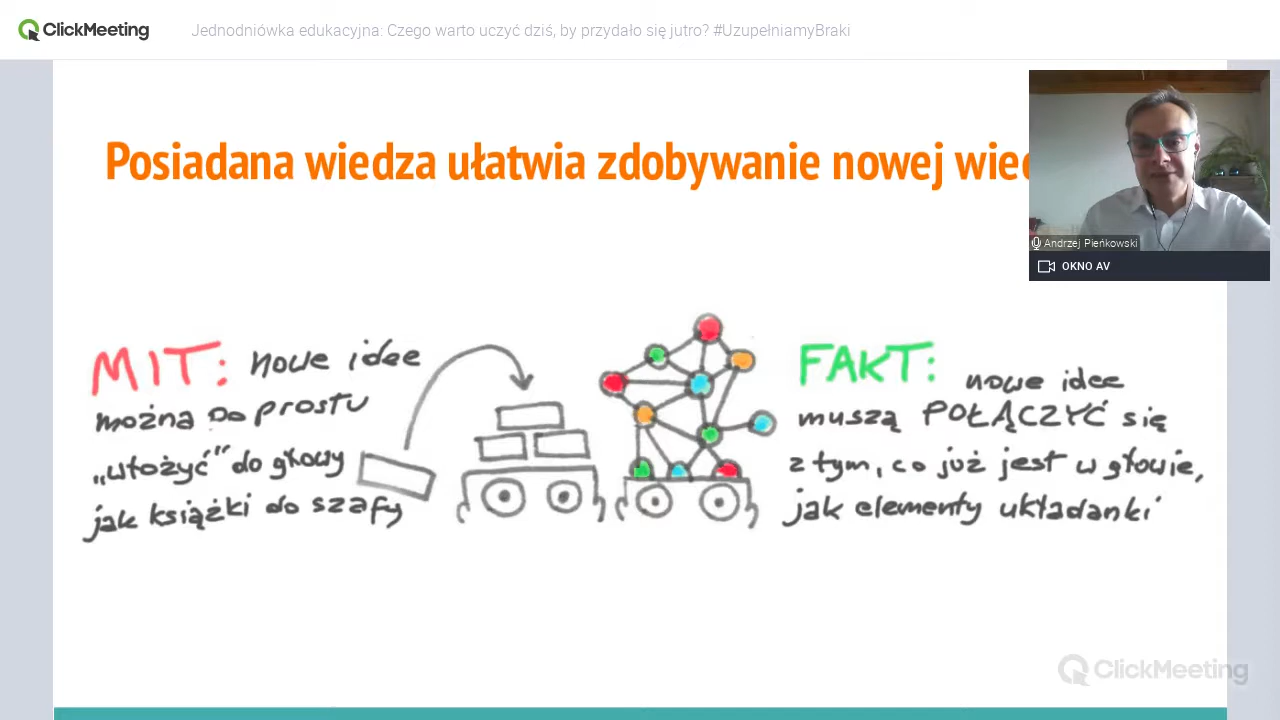 ClickMeeting
Jednodniówka edukacyjna: Czego warto uczyć dziś, by przydało się jutro? #UzupełniamyBraki
Posiadana wiedza ułatwia zdobywanie nowej
Andrzej Pieńkowski
OKNO AV
MIT: nowe idee
można po prostu
„włożyć” do głowy
jak książki do szafy
FAKT: nowe idee
muszą POŁĄCZYĆ się
z tym, co już jest w głowie,
jak elementy układanki
ClickMeeting